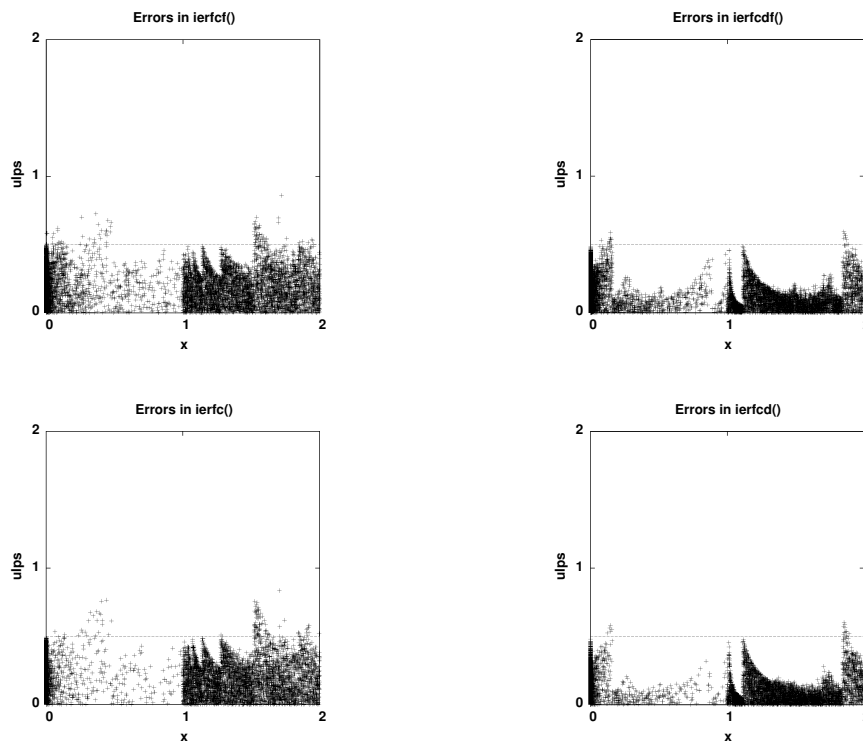 Errors in ierfcf()
2
1
0
ulps
0
1
2
x
Errors in ierfcdf()
2
1
0
ulps
0
1
x
Errors in ierfc()
2
1
0
ulps
0
1
2
x
Errors in ierfcd()
2
1
0
ulps
0
1
x